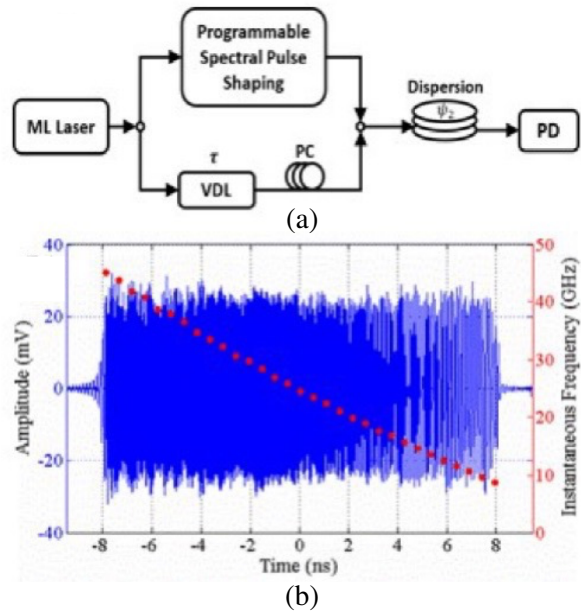 Programmable
Spectral Pulse
Shaping
Dispersion
ψ₂
ML Laser
PD
τ
PC
VDL
(a)
40
50
20
40
30
0
20
-20
10
-40
0
-8 -6 -4 -2 0 2 4 6 8
Time (ns)
Amplitude (mV)
Instantaneous Frequency (GHz)
(b)